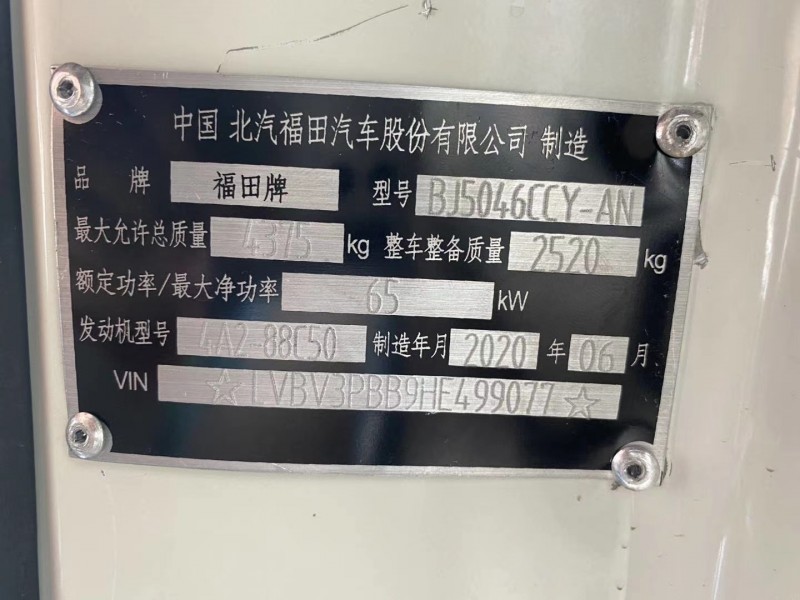 中国 北汽福田汽车股份有限公司 制造
品 牌 福田牌 型号 BJ5046CCY-AN
最大允许总质量 4375 kg 整车整备质量 2520 kg
额定功率/最大净功率 65 kW
发动机型号 4A2-88C50 制造年月 2020 年 06 月
VIN ☆LVBV3PBB9HE499077☆